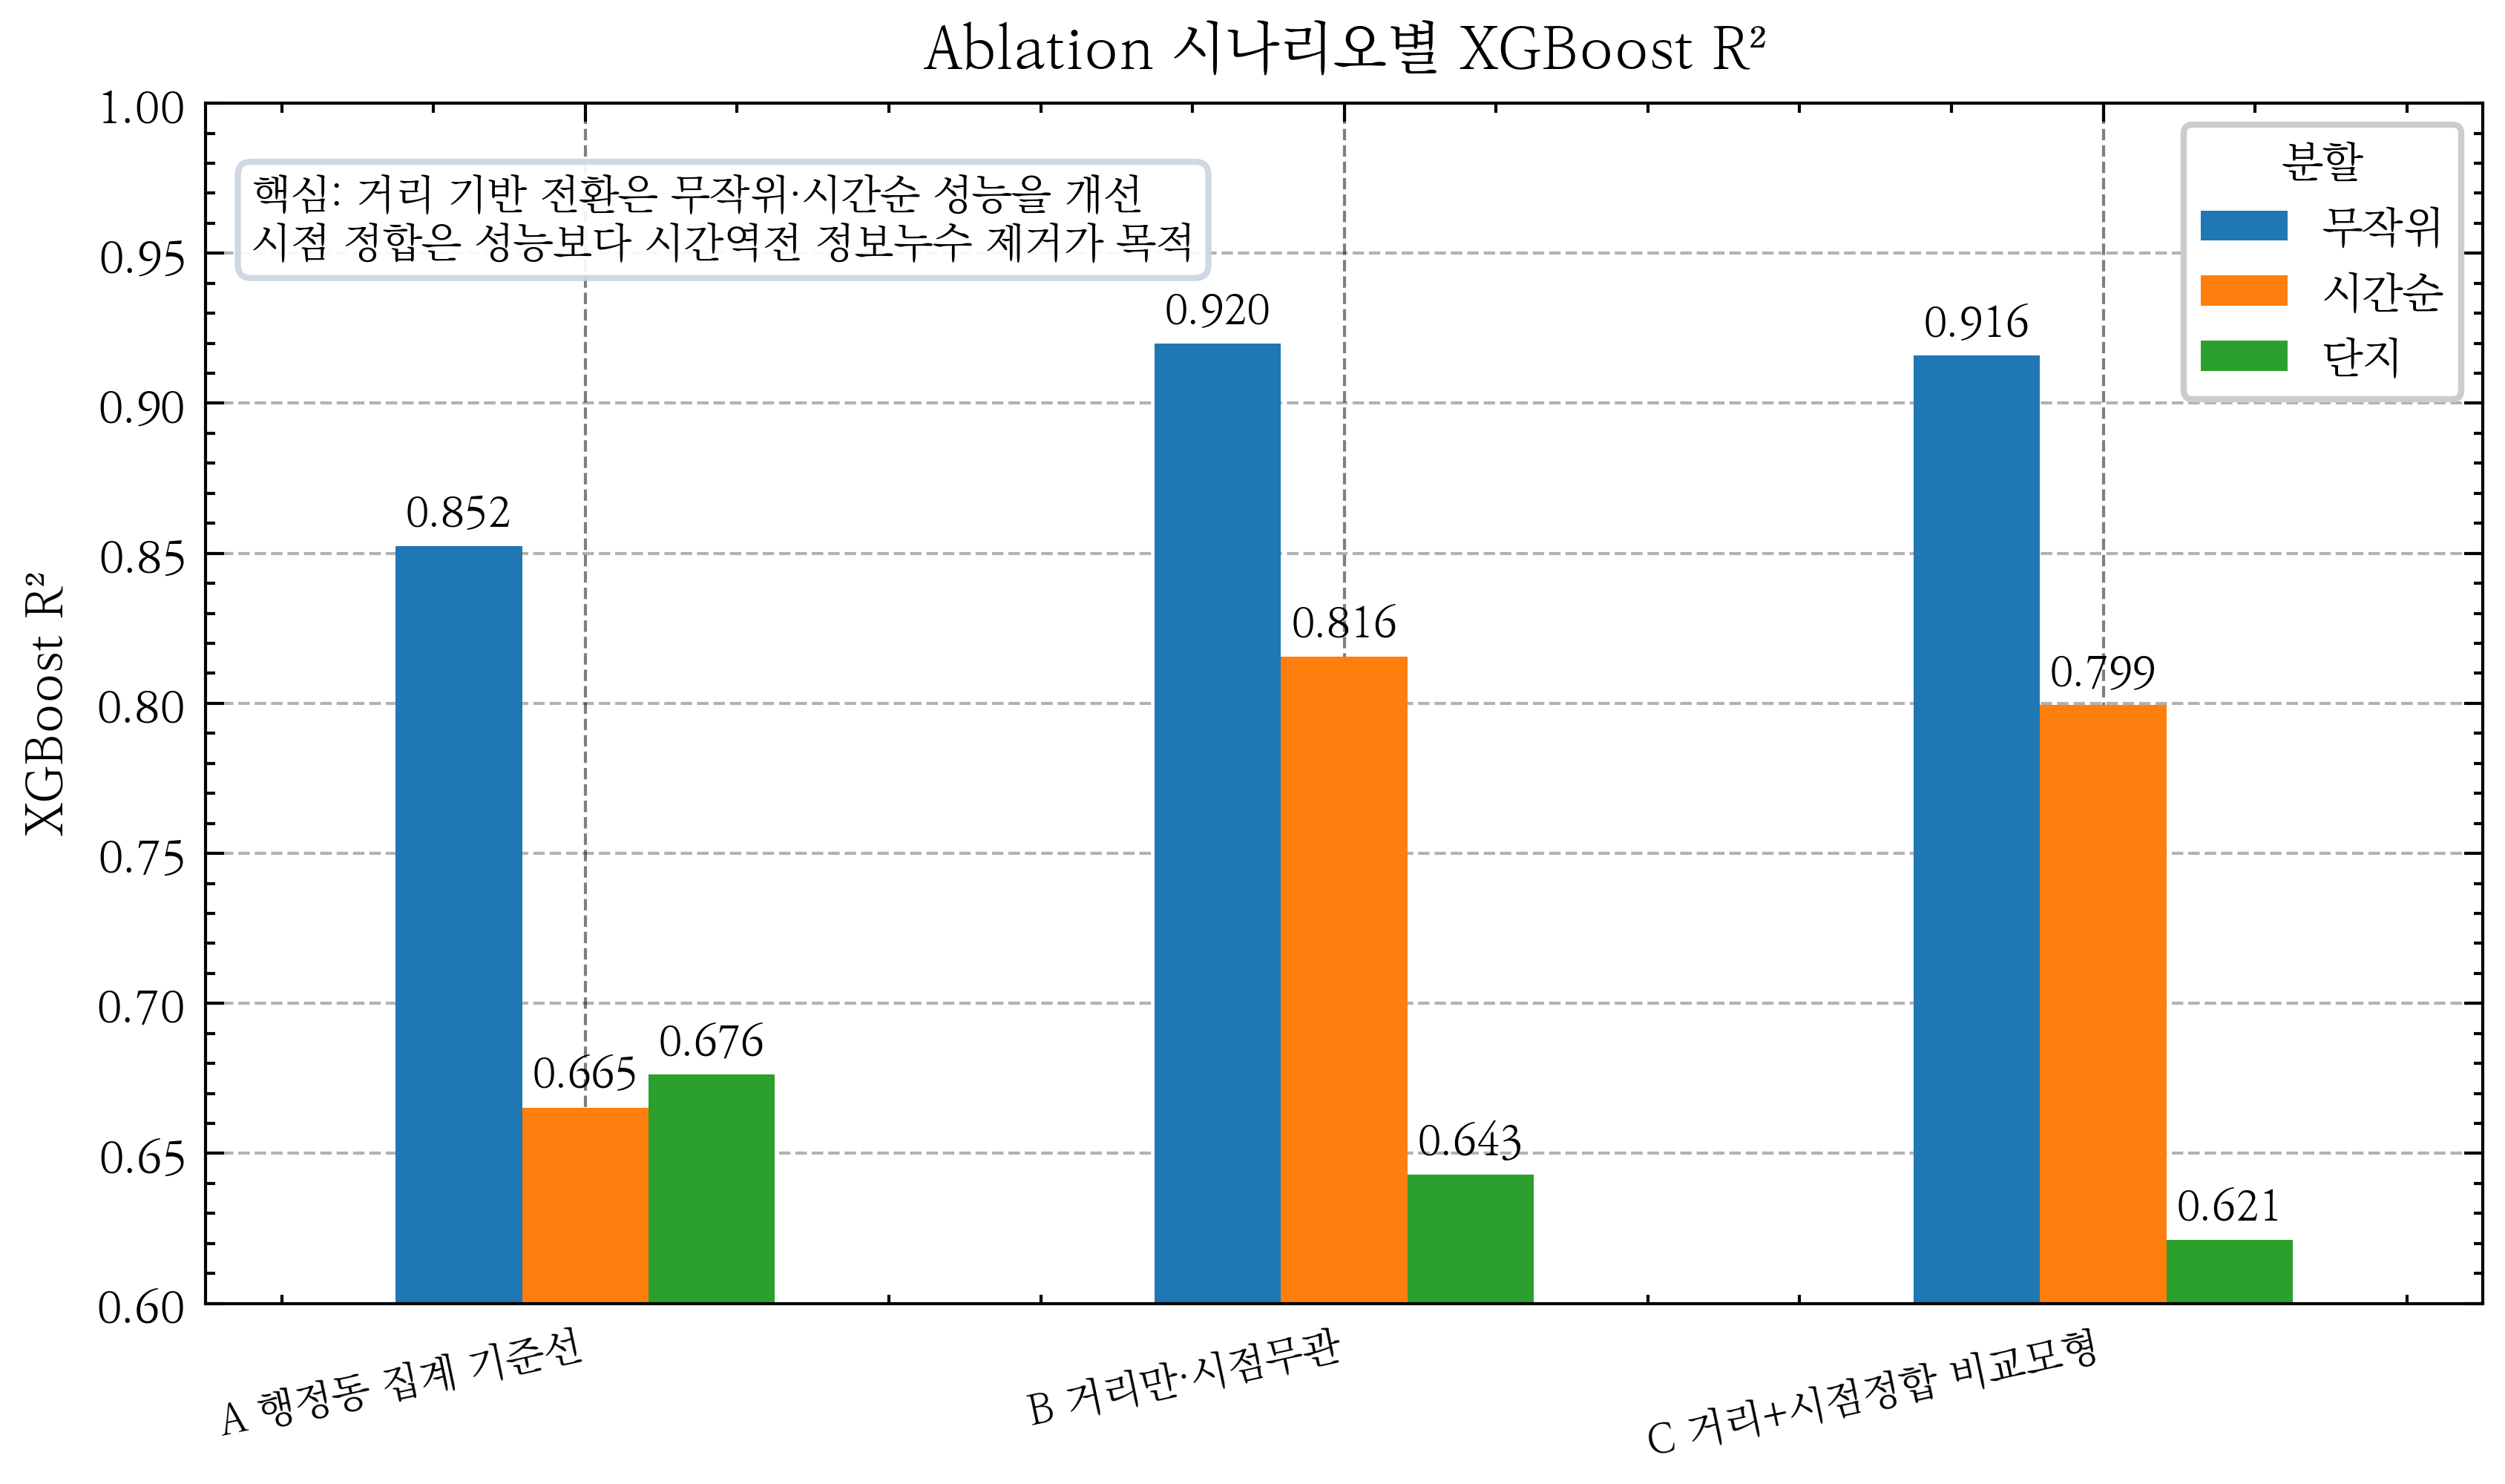 Ablation 시나리오별 XGBoost R²
XGBoost R²
1.00
0.95
0.90
0.85
0.80
0.75
0.70
0.65
0.60
핵심: 거리 기반 전환은 무작위·시간순 성능을 개선
시점 정합은 성능보다 시간역전 정보누수 제거가 목적
분할
무작위
시간순
단지
0.852
0.665
0.676
0.920
0.816
0.643
0.916
0.799
0.621
A 행정동 집계 기준선
B 거리만·시점무관
C 거리+시점정합 비교모형